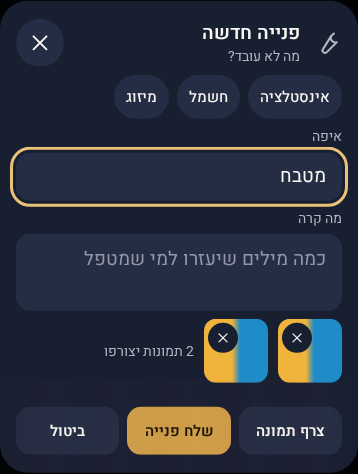 פנייה חדשה
מה לא עובד?
אינסטלציה חשמל מיזוג
איפה
מטבח
מה קרה
כמה מילים שיעזרו למי שמטפל
2 תמונות יצורפו
צרף תמונה שלח פנייה ביטול